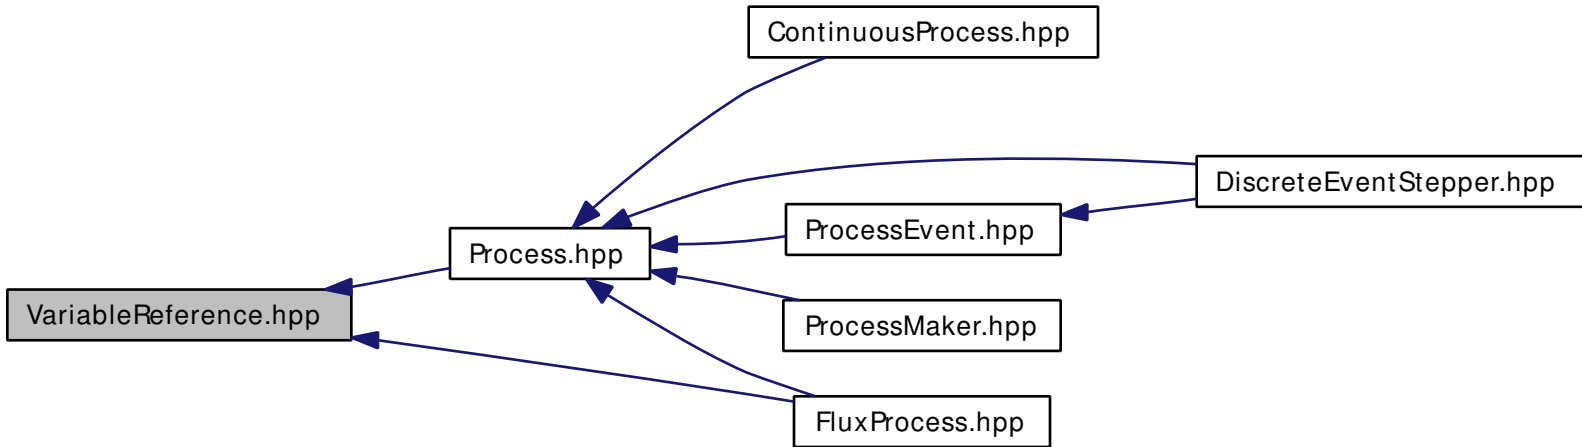 ContinuousProcess.hpp
DiscreteEventStepper.hpp
ProcessEvent.hpp
Process.hpp
VariableReference.hpp
ProcessMaker.hpp
FluxProcess.hpp